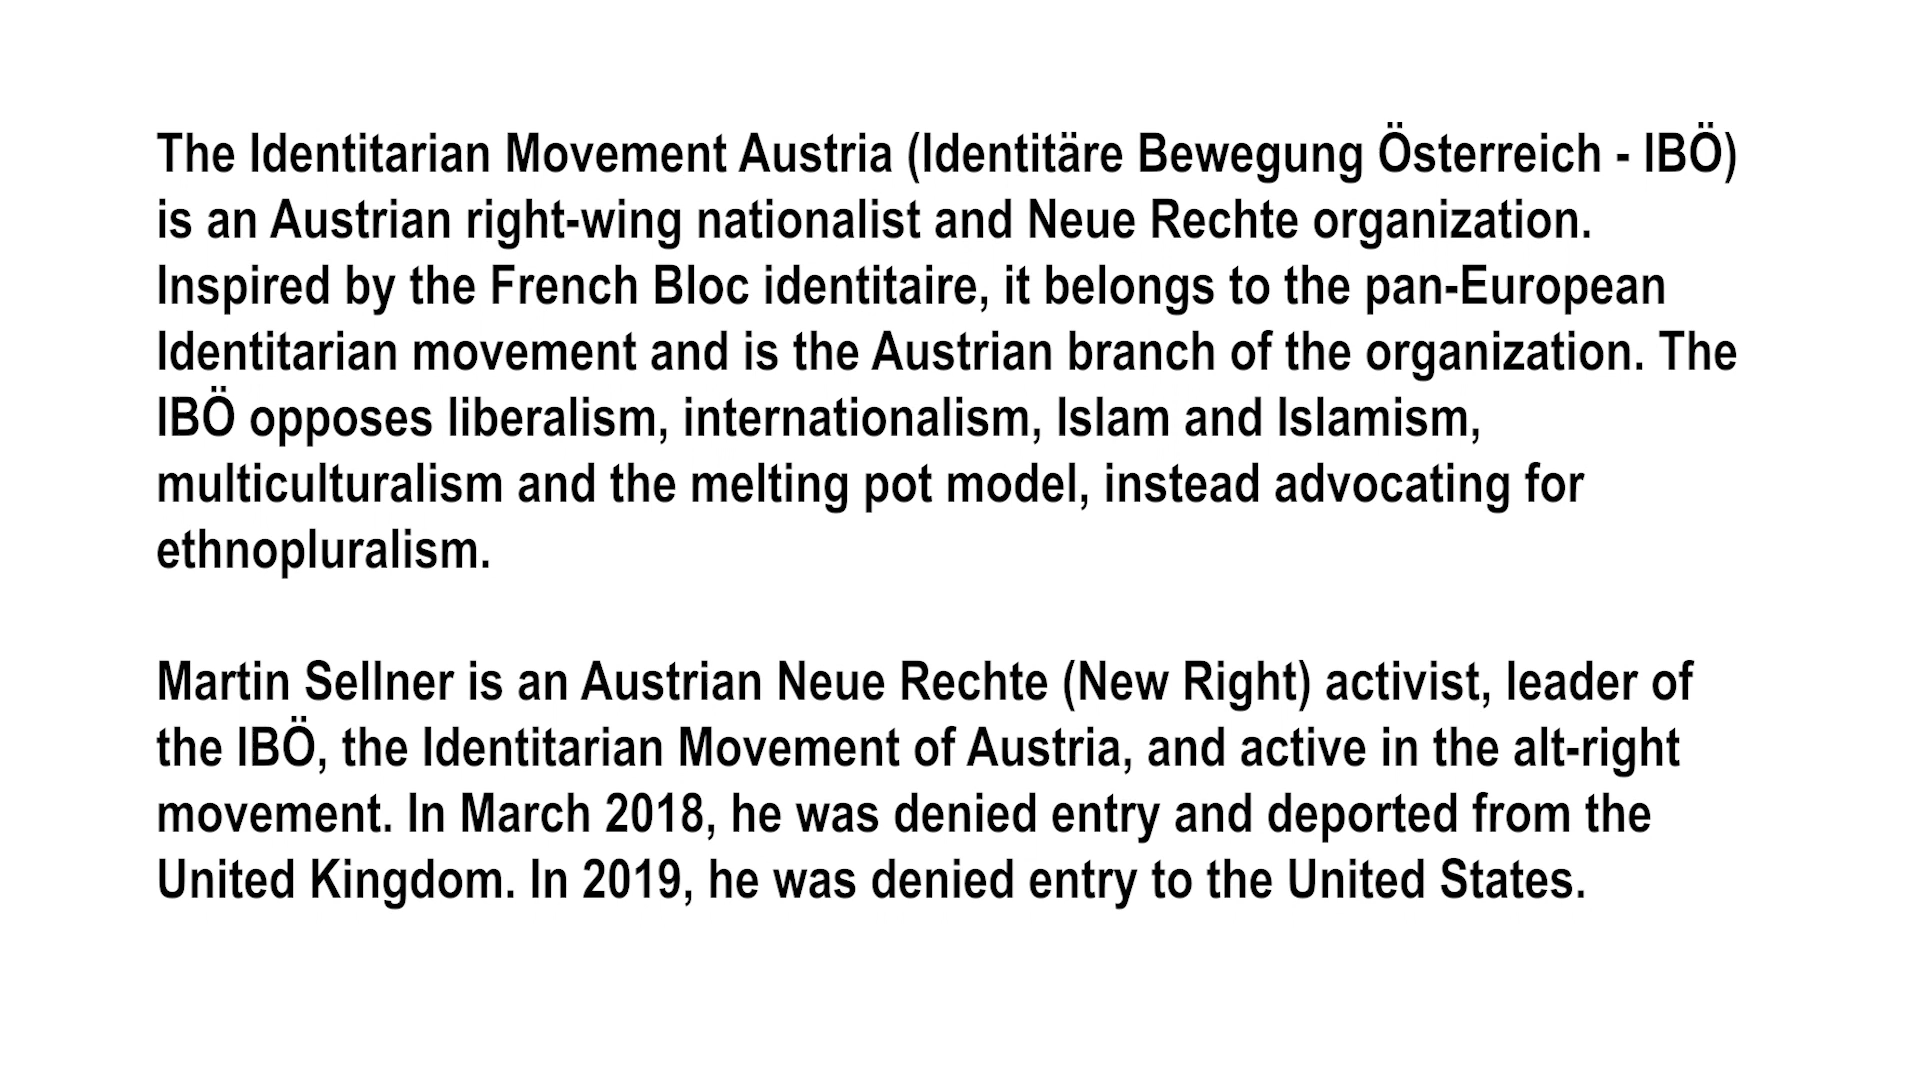 The Identitarian Movement Austria (Identitäre Bewegung Österreich - IBÖ)
is an Austrian right-wing nationalist and Neue Rechte organization.
Inspired by the French Bloc identitaire, it belongs to the pan-European
Identitarian movement and is the Austrian branch of the organization. The
IBÖ opposes liberalism, internationalism, Islam and Islamism,
multiculturalism and the melting pot model, instead advocating for
ethnopluralism.
Martin Sellner is an Austrian Neue Rechte (New Right) activist, leader of
the IBÖ, the Identitarian Movement of Austria, and active in the alt-right
movement. In March 2018, he was denied entry and deported from the
United Kingdom. In 2019, he was denied entry to the United States.